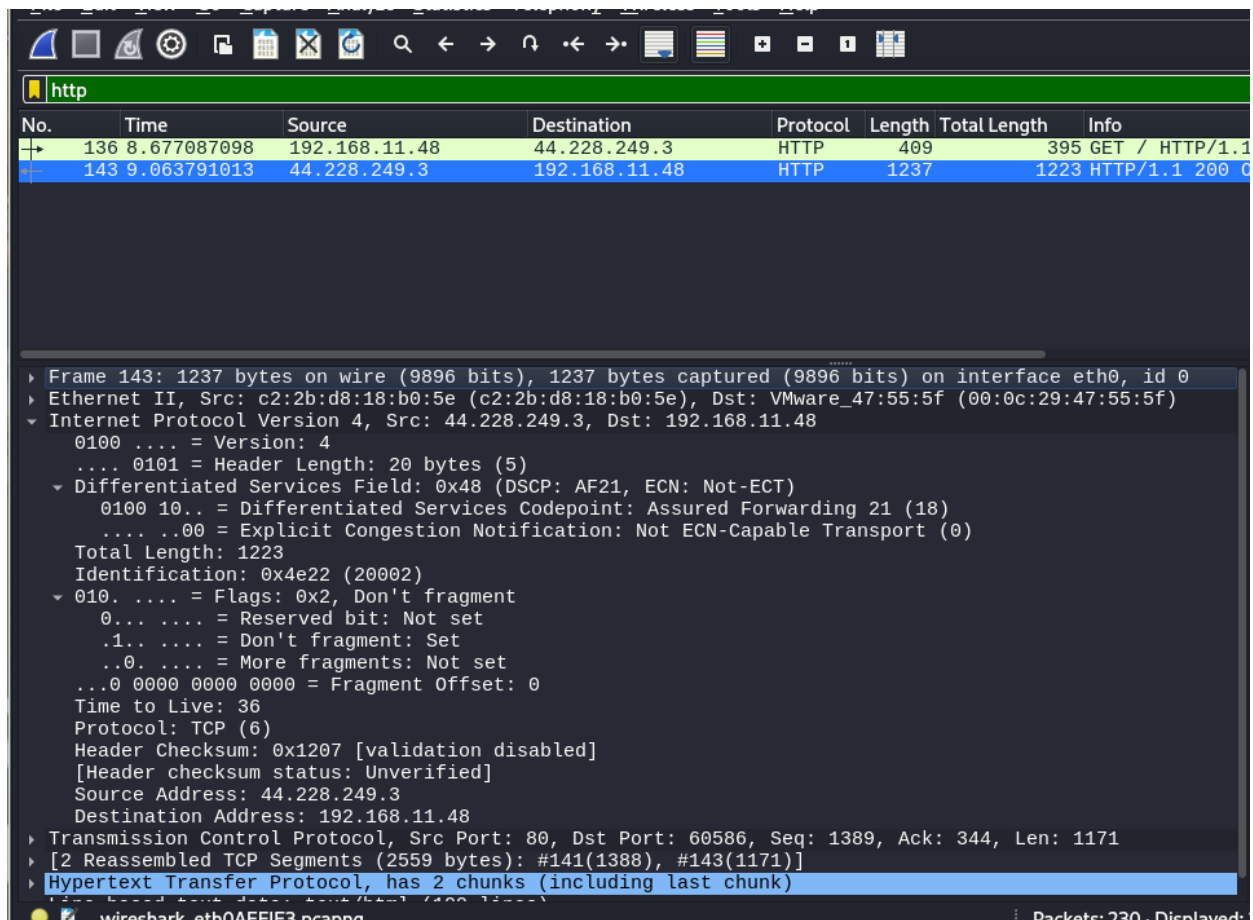 http
No. Time Source Destination Protocol Length Total Length Info
136 8.677087098 192.168.11.48 44.228.249.3 HTTP 409 395 GET / HTTP/1.1
143 9.063791013 44.228.249.3 192.168.11.48 HTTP 1237 1223 HTTP/1.1 200
Frame 143: 1237 bytes on wire (9896 bits), 1237 bytes captured (9896 bits) on interface eth0, id 0
Ethernet II, Src: c2:2b:d8:18:b0:5e (c2:2b:d8:18:b0:5e), Dst: VMware_47:55:5f (00:0c:29:47:55:5f)
Internet Protocol Version 4, Src: 44.228.249.3, Dst: 192.168.11.48
0100 .... = Version: 4
.... 0101 = Header Length: 20 bytes (5)
Differentiated Services Field: 0x48 (DSCP: AF21, ECN: Not-ECT)
0100 10.. = Differentiated Services Codepoint: Assured Forwarding 21 (18)
.... ..00 = Explicit Congestion Notification: Not ECN-Capable Transport (0)
Total Length: 1223
Identification: 0x4e22 (20002)
010. .... = Flags: 0x2, Don't fragment
0... .... = Reserved bit: Not set
.1.. .... = Don't fragment: Set
..0. .... = More fragments: Not set
...0 0000 0000 0000 = Fragment Offset: 0
Time to Live: 36
Protocol: TCP (6)
Header Checksum: 0x1207 [validation disabled]
[Header checksum status: Unverified]
Source Address: 44.228.249.3
Destination Address: 192.168.11.48
Transmission Control Protocol, Src Port: 80, Dst Port: 60586, Seq: 1389, Ack: 344, Len: 1171
[2 Reassembled TCP Segments (2559 bytes): #141(1388), #143(1171)]
Hypertext Transfer Protocol, has 2 chunks (including last chunk)
Packets: 230 · Displayed: